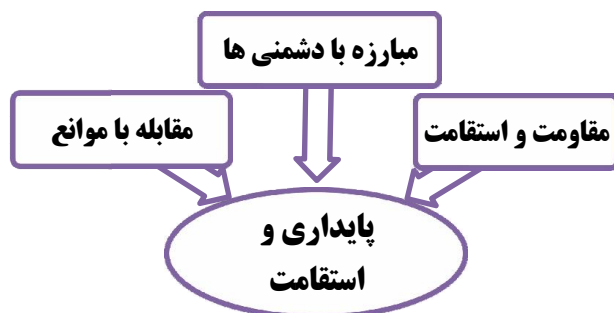 مبارزه با دشمنی ها
مقاومت و استقامت
مقابله با موانع
پایداری و
استقامت